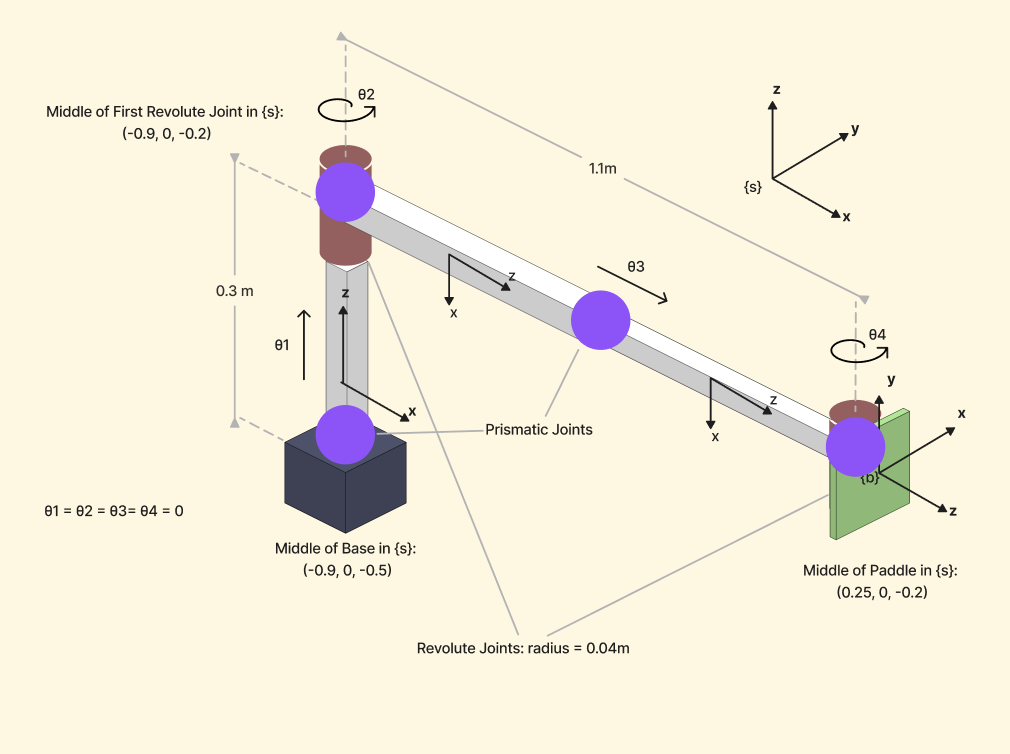 θ2
Middle of First Revolute Joint in {s}:
(-0.9, 0, -0.2)
1.1m
z
y
{s}
x
0.3 m
θ1
z
x
z
x
θ3
z
x
θ4
y
x
{b}
z
Prismatic Joints
θ1 = θ2 = θ3= θ4 = 0
Middle of Base in {s}:
(-0.9, 0, -0.5)
Middle of Paddle in {s}:
(0.25, 0, -0.2)
Revolute Joints: radius = 0.04m